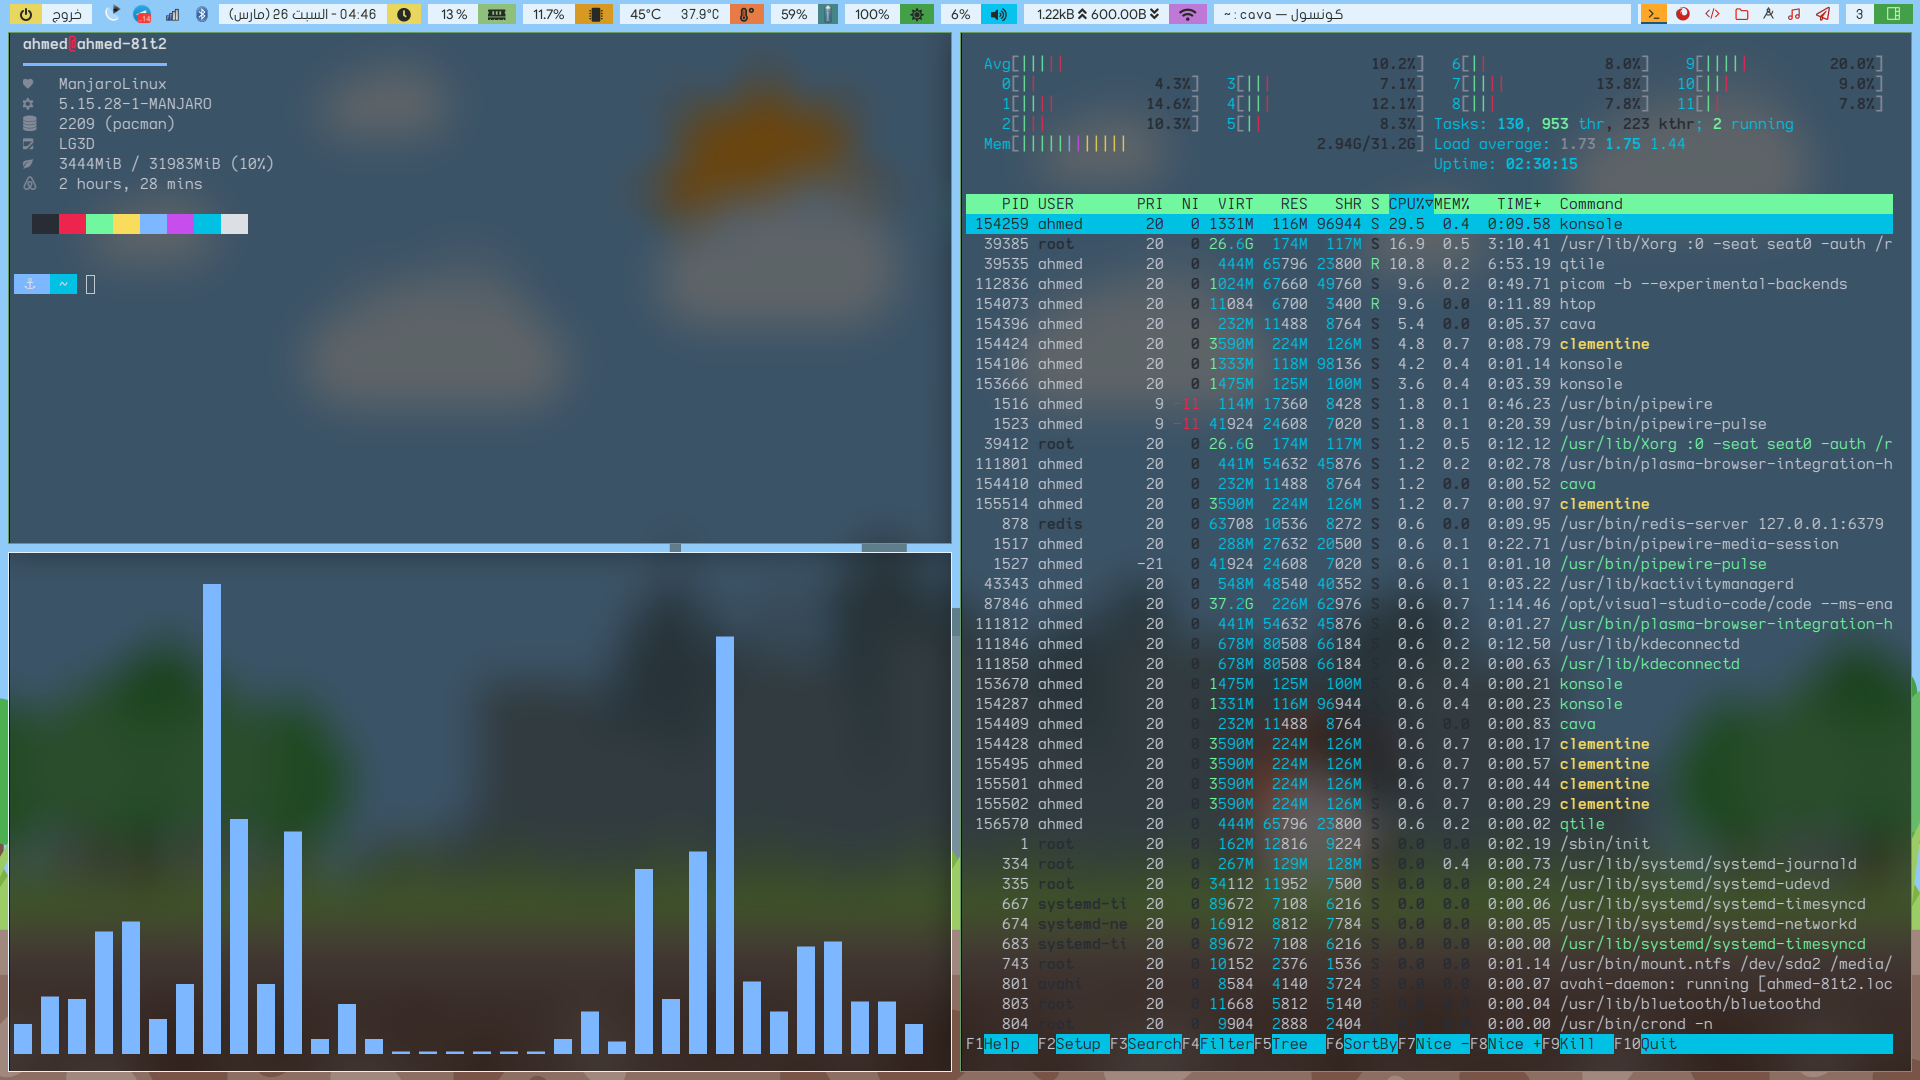 خروج
04:46 - السبت 26 (مارس)
13 %
11.7%
45°C 37.9°C
59%
100%
6%
1.22kB 600.00B
~ : cava — كونسول
3
ahmed@ahmed-81t2
ManjaroLinux
5.15.28-1-MANJARO
2209 (pacman)
LG3D
3444MiB / 31983MiB (10%)
2 hours, 28 mins
~
Avg[||||| 10.2%] 6[|| 8.0%] 9[||||| 20.0%]
0[|| 4.3%] 3[||| 7.1%] 7[|||| 13.8%] 10[||| 9.0%]
1[|||| 14.6%] 4[||| 12.1%] 8[||| 7.8%] 11[|| 7.8%]
2[||| 10.3%] 5[|| 8.3%] Tasks: 130, 953 thr, 223 kthr; 2 running
Mem[|||||||||||| 2.94G/31.2G] Load average: 1.73 1.75 1.44
Uptime: 02:30:15
PID USER PRI NI VIRT RES SHR S CPU%▽MEM% TIME+ Command
154259 ahmed 20 0 1331M 116M 96944 S 29.5 0.4 0:09.58 konsole
39385 root 20 0 26.6G 174M 117M S 16.9 0.5 3:10.41 /usr/lib/Xorg :0 -seat seat0 -auth /r
39535 ahmed 20 0 444M 65796 23800 R 10.8 0.2 6:53.19 qtile
112836 ahmed 20 0 1024M 67660 49760 S 9.6 0.2 0:49.71 picom -b --experimental-backends
154073 ahmed 20 0 11084 6700 3400 R 9.6 0.0 0:11.89 htop
154396 ahmed 20 0 232M 11488 8764 S 5.4 0.0 0:05.37 cava
154424 ahmed 20 0 3590M 224M 126M S 4.8 0.7 0:08.79 clementine
154106 ahmed 20 0 1333M 118M 98136 S 4.2 0.4 0:01.14 konsole
153666 ahmed 20 0 1475M 125M 100M S 3.6 0.4 0:03.39 konsole
1516 ahmed 9 -11 114M 17360 8428 S 1.8 0.1 0:46.23 /usr/bin/pipewire
1523 ahmed 9 -11 41924 24608 7020 S 1.8 0.1 0:20.39 /usr/bin/pipewire-pulse
39412 root 20 0 26.6G 174M 117M S 1.2 0.5 0:12.12 /usr/lib/Xorg :0 -seat seat0 -auth /r
111801 ahmed 20 0 441M 54632 45876 S 1.2 0.2 0:02.78 /usr/bin/plasma-browser-integration-h
154410 ahmed 20 0 232M 11488 8764 S 1.2 0.0 0:00.52 cava
155514 ahmed 20 0 3590M 224M 126M S 1.2 0.7 0:00.97 clementine
878 redis 20 0 63708 10536 8272 S 0.6 0.0 0:09.95 /usr/bin/redis-server 127.0.0.1:6379
1517 ahmed 20 0 288M 27632 20500 S 0.6 0.1 0:22.71 /usr/bin/pipewire-media-session
1527 ahmed -21 0 41924 24608 7020 S 0.6 0.1 0:01.10 /usr/bin/pipewire-pulse
43343 ahmed 20 0 548M 48540 40352 S 0.6 0.1 0:03.22 /usr/lib/kactivitymanagerd
87846 ahmed 20 0 37.2G 226M 62976 S 0.6 0.7 1:14.46 /opt/visual-studio-code/code --ms-ena
111812 ahmed 20 0 441M 54632 45876 S 0.6 0.2 0:01.27 /usr/bin/plasma-browser-integration-h
111846 ahmed 20 0 678M 80508 66184 S 0.6 0.2 0:12.50 /usr/lib/kdeconnectd
111850 ahmed 20 0 678M 80508 66184 S 0.6 0.2 0:00.63 /usr/lib/kdeconnectd
153670 ahmed 20 0 1475M 125M 100M S 0.6 0.4 0:00.21 konsole
154287 ahmed 20 0 1331M 116M 96944 S 0.6 0.4 0:00.23 konsole
154409 ahmed 20 0 232M 11488 8764 S 0.6 0.0 0:00.83 cava
154428 ahmed 20 0 3590M 224M 126M S 0.6 0.7 0:00.17 clementine
155495 ahmed 20 0 3590M 224M 126M S 0.6 0.7 0:00.57 clementine
155501 ahmed 20 0 3590M 224M 126M S 0.6 0.7 0:00.44 clementine
155502 ahmed 20 0 3590M 224M 126M S 0.6 0.7 0:00.29 clementine
156570 ahmed 20 0 444M 65796 23800 S 0.6 0.2 0:00.02 qtile
1 root 20 0 162M 12816 9224 S 0.0 0.0 0:02.19 /sbin/init
334 root 20 0 267M 129M 128M S 0.0 0.4 0:00.73 /usr/lib/systemd/systemd-journald
335 root 20 0 34112 11952 7500 S 0.0 0.0 0:00.24 /usr/lib/systemd/systemd-udevd
667 systemd-ti 20 0 89672 7108 6216 S 0.0 0.0 0:00.06 /usr/lib/systemd/systemd-timesyncd
674 systemd-ne 20 0 16912 8812 7784 S 0.0 0.0 0:00.05 /usr/lib/systemd/systemd-networkd
683 systemd-ti 20 0 89672 7108 6216 S 0.0 0.0 0:00.00 /usr/lib/systemd/systemd-timesyncd
743 root 20 0 10152 2376 1536 S 0.0 0.0 0:01.14 /usr/bin/mount.ntfs /dev/sda2 /media/
801 avahi 20 0 8584 4140 3724 S 0.0 0.0 0:00.04 avahi-daemon: running [ahmed-81t2.loc
803 root 20 0 11668 5812 5140 S 0.0 0.0 0:00.07 /usr/lib/bluetooth/bluetoothd
804 root 20 0 9904 2888 2404 S 0.0 0.0 0:00.00 /usr/bin/crond -n
F1Help F2Setup F3SearchF4FilterF5Tree F6SortByF7Nice -F8Nice +F9Kill F10Quit